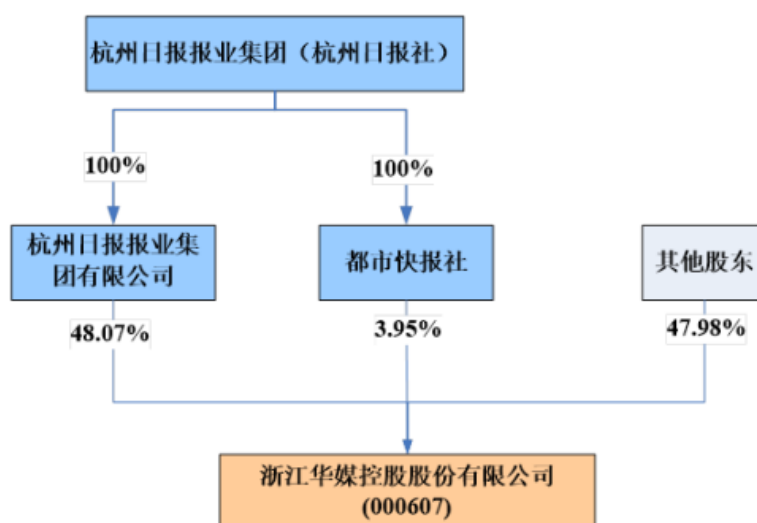 杭州日报报业集团（杭州日报社）
100%
100%
杭州日报报业集
团有限公司
都市快报社
其他股东
48.07%
3.95%
47.98%
浙江华媒控股股份有限公司
(000607)